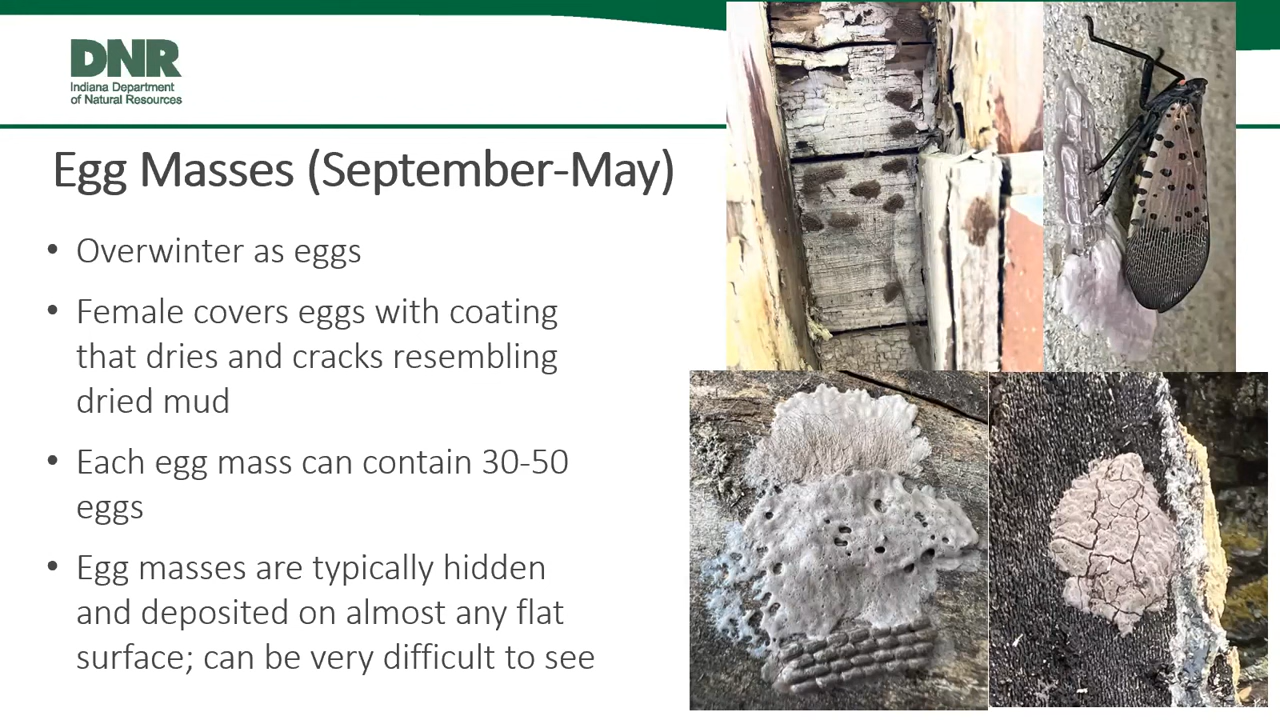 DNR
Indiana Department
of Natural Resources
Egg Masses (September-May)
• Overwinter as eggs
• Female covers eggs with coating
that dries and cracks resembling
dried mud
• Each egg mass can contain 30-50
eggs
• Egg masses are typically hidden
and deposited on almost any flat
surface; can be very difficult to see